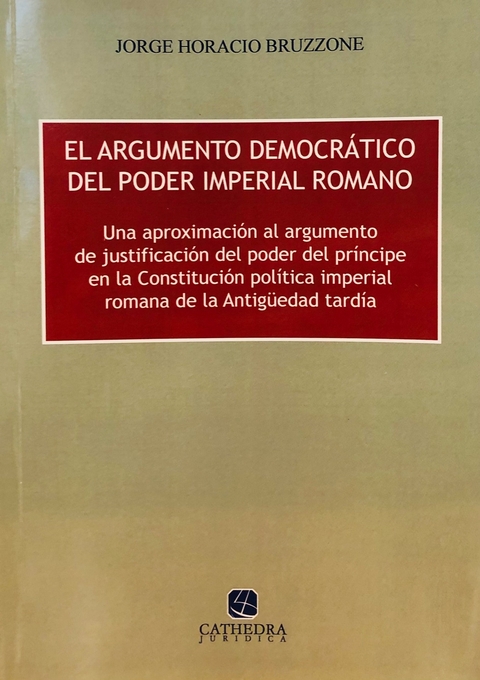 JORGE HORACIO BRUZZONE
EL ARGUMENTO DEMOCRÁTICO
DEL PODER IMPERIAL ROMANO
Una aproximación al argumento
de justificación del poder del príncipe
en la Constitución política imperial
romana de la Antigüedad tardía
CATHEDRA
JURIDICA